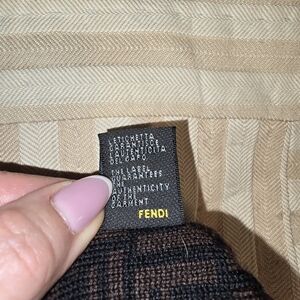 L'ETICHETTA
GARANTISCE
L'AUTENTICITA
DEL CAPO
THE LABEL
GUARANTEES
THE
AUTHENTICITY
OF THE
GARMENT
FENDI